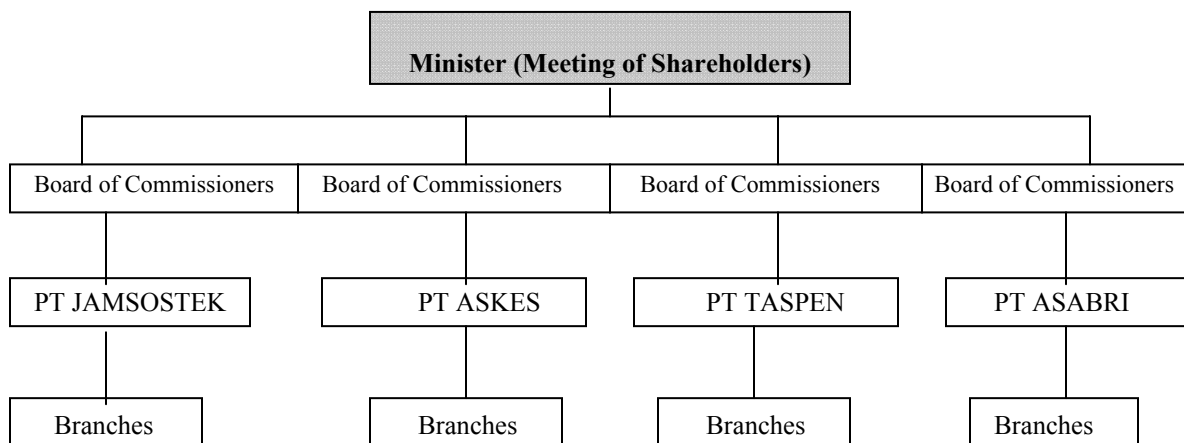 Minister (Meeting of Shareholders)
Board of Commissioners Board of Commissioners Board of Commissioners Board of Commissioners
PT JAMSOSTEK PT ASKES PT TASPEN PT ASABRI
Branches Branches Branches Branches